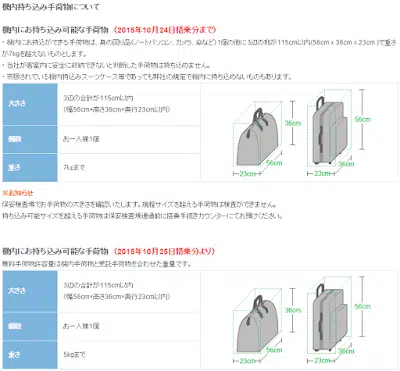 機内持ち込み手荷物について
機内にお持ち込み可能な手荷物 (2015年10月24日搭乗分まで)
・機内にお持込ができる手荷物は、身の回り品(ノートパソコン、カメラ、傘など)1個の他に3辺の和が115cm以内(56cm x 36cm x 23cm)で重さ
が7kgを超えないものとします。
・当社が客室内に安全に収納できないと判断した手荷物は持ち込めません。
・市販されている機内持込みスーツケース等であっても弊社の規定で機内に持ち込めないものもあります。
大きさ
3辺の合計が115cm以内
(幅56cm×高さ36cm×奥行23cm以内)
36cm
56cm
56cm
36cm
23cm
23cm
個数
お一人様1個
重さ
7kgまで
※お知らせ
保安検査場でお手荷物の大きさを確認いたします。規程サイズを超える手荷物は検査ができません。
持ち込み可能サイズを超える手荷物は保安検査場通過前に搭乗手続きカウンターにてお預けください。
機内にお持ち込み可能な手荷物 (2015年10月25日搭乗分より)
無料手荷物許容量は機内手荷物と受託手荷物を合わせた重量です。
大きさ
3辺の合計が115cm以内
(幅56cm×高さ36cm×奥行23cm以内)
36cm
56cm
56cm
36cm
23cm
23cm
個数
お一人様1個
重さ
5kgまで